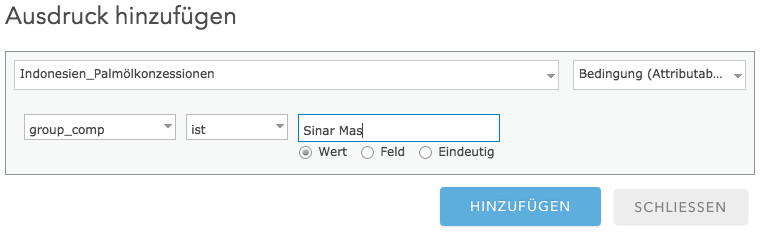 Ausdruck hinzufügen
Indonesien_Palmölkonzessionen Bedingung (Attributab...
group_comp ist Sinar Mas
Wert Feld Eindeutig
HINZUFÜGEN SCHLIESSEN